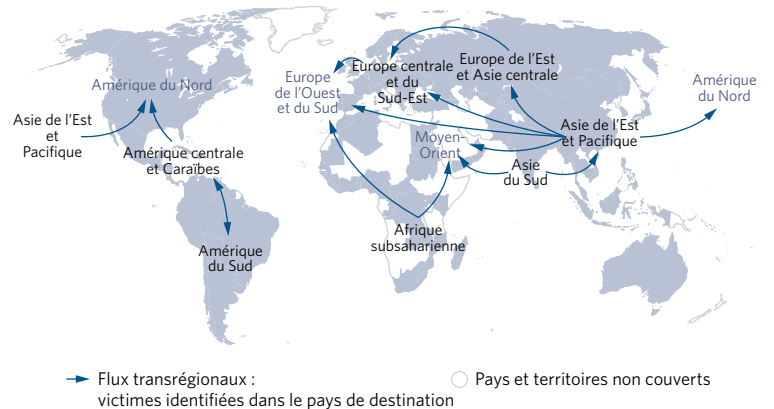 Amérique du Nord
Asie de l'Est
et
Pacifique
Amérique centrale
et Caraïbes
Amérique
du Sud
Europe
de l'Ouest
et du Sud
Europe centrale
et du
Sud-Est
Europe de l'Est
et Asie centrale
Moyen-
Orient
Asie
du Sud
Asie de l'Est
et Pacifique
Afrique
subsaharienne
Amérique
du Nord
Flux transrégionaux :
victimes identifiées dans le pays de destination
Pays et territoires non couverts